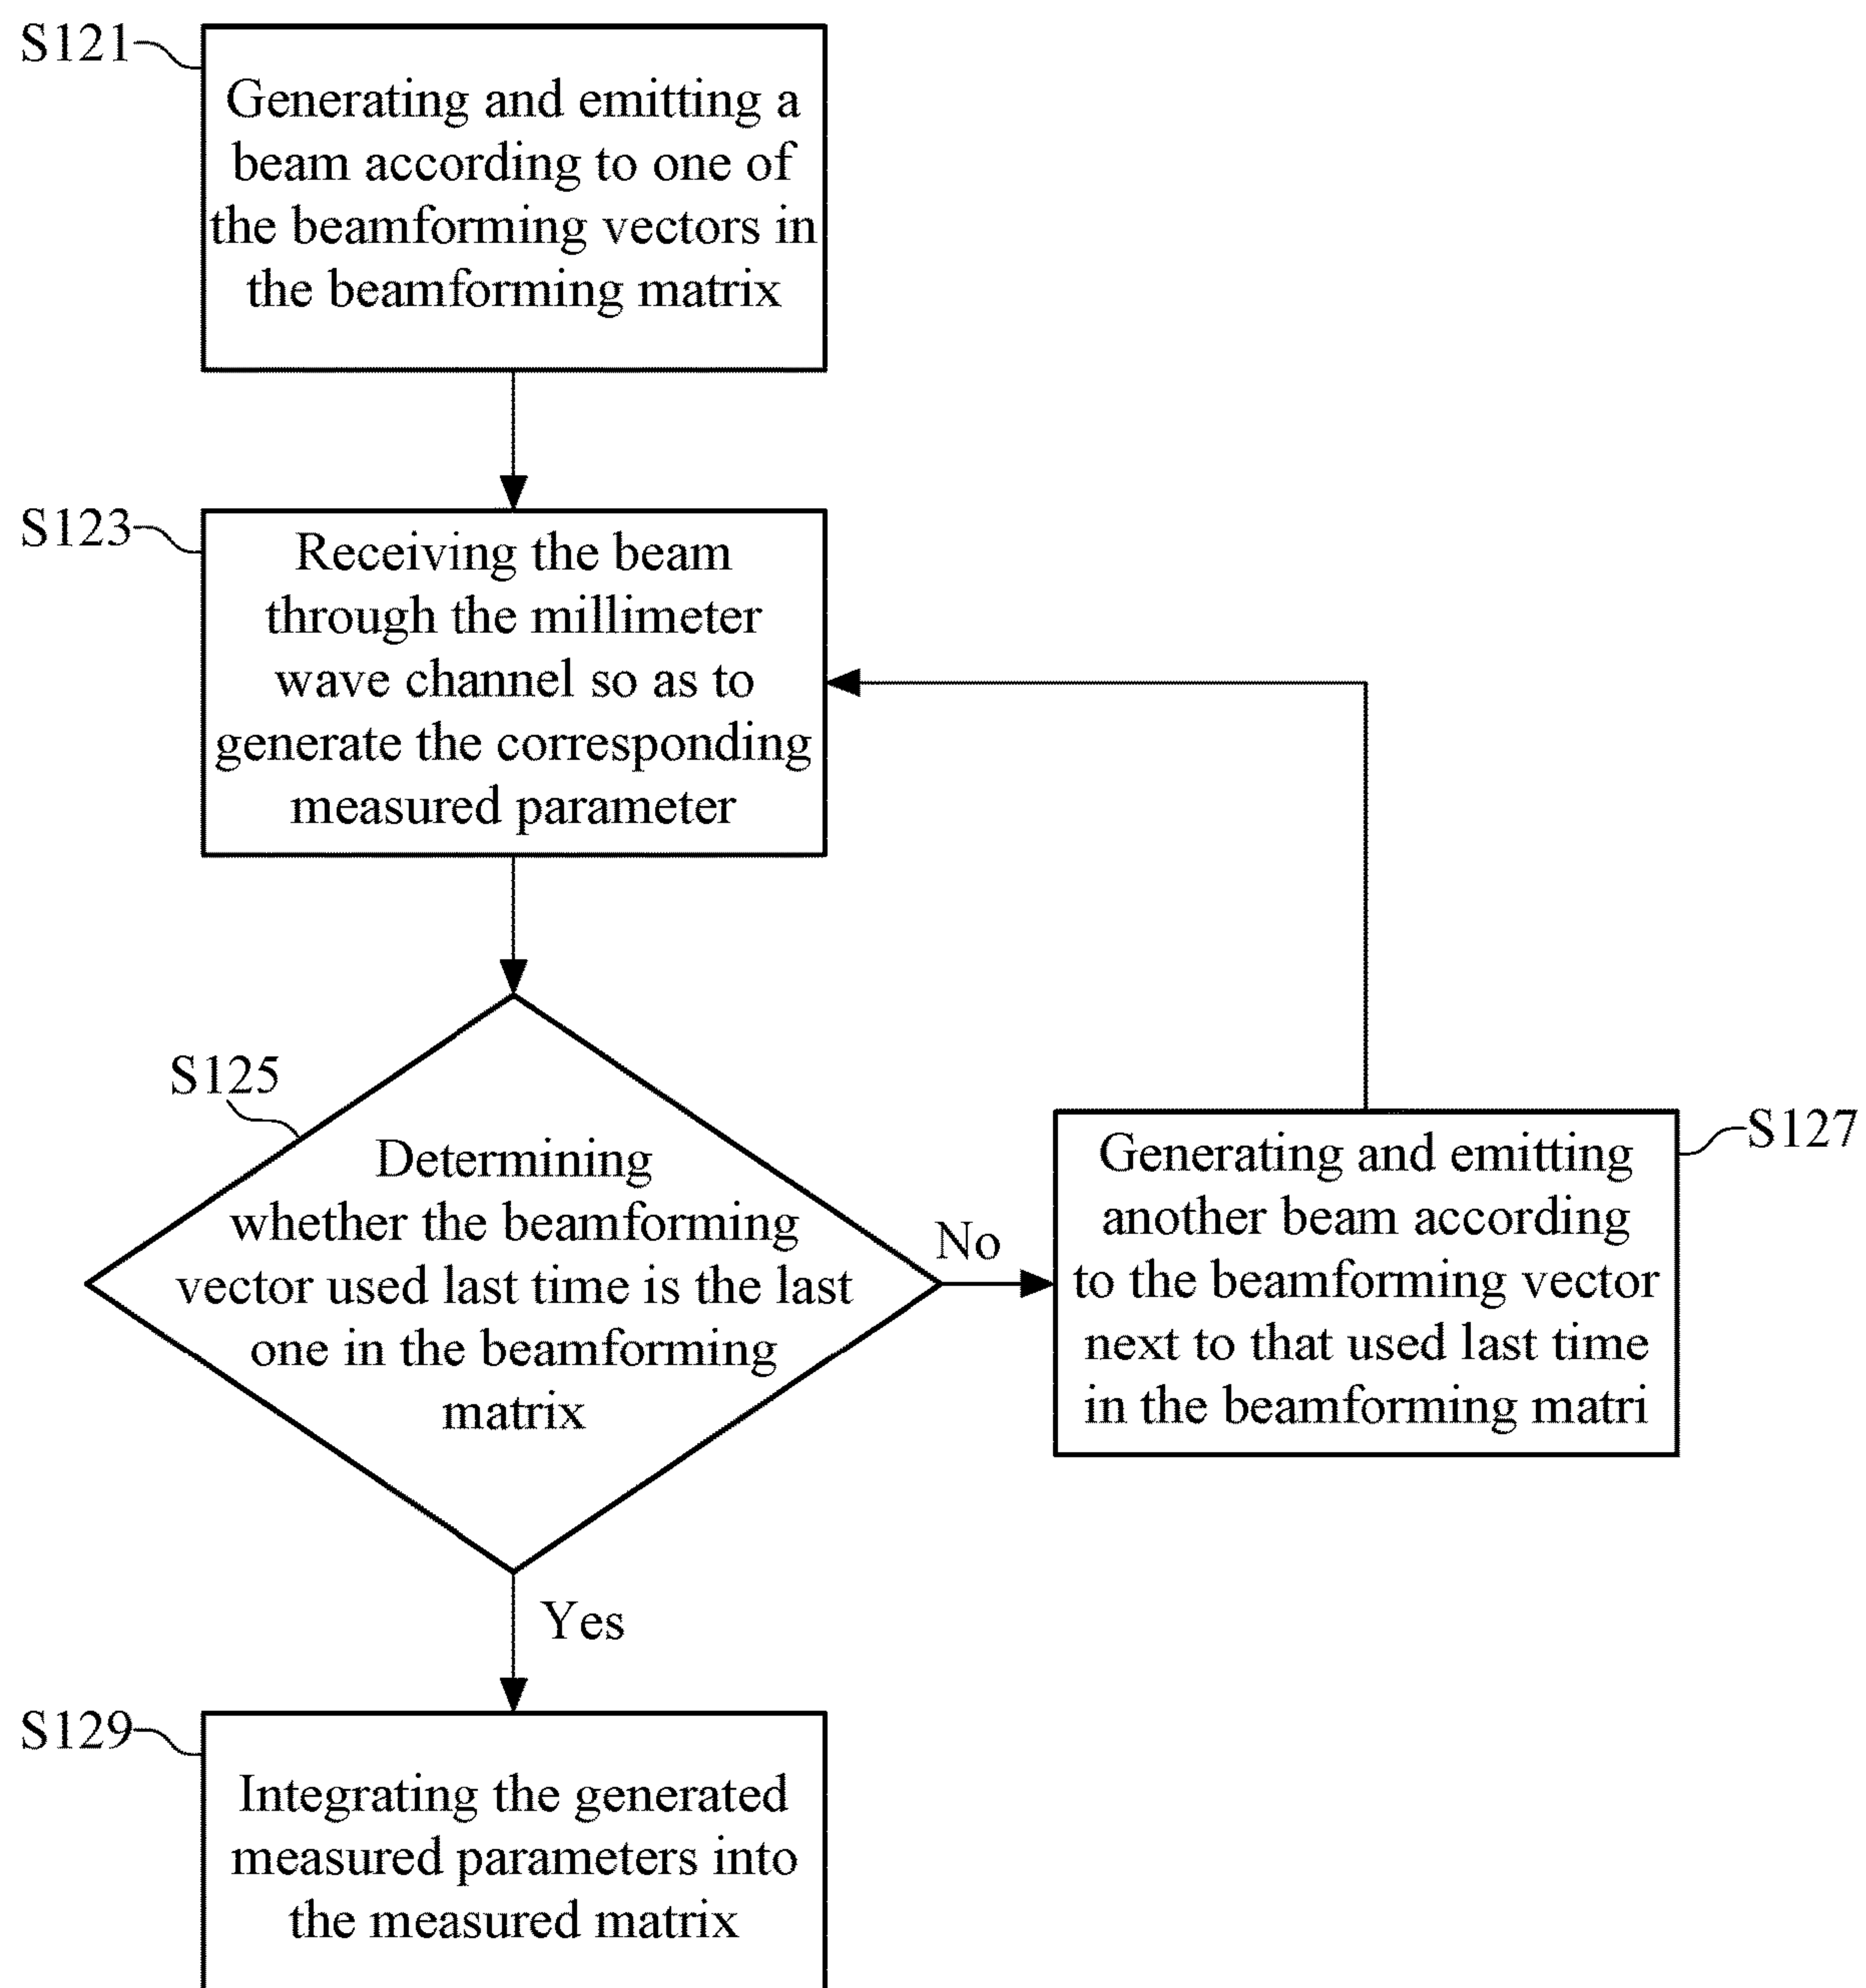 S121
Generating and emitting a
beam according to one of
the beamforming vectors in
the beamforming matrix
S123
Receiving the beam
through the millimeter
wave channel so as to
generate the corresponding
measured parameter
S125
Determining
whether the beamforming
vector used last time is the last
one in the beamforming
matrix
No
S127
Generating and emitting
another beam according
to the beamforming vector
next to that used last time
in the beamforming matri
Yes
S129
Integrating the generated
measured parameters into
the measured matrix